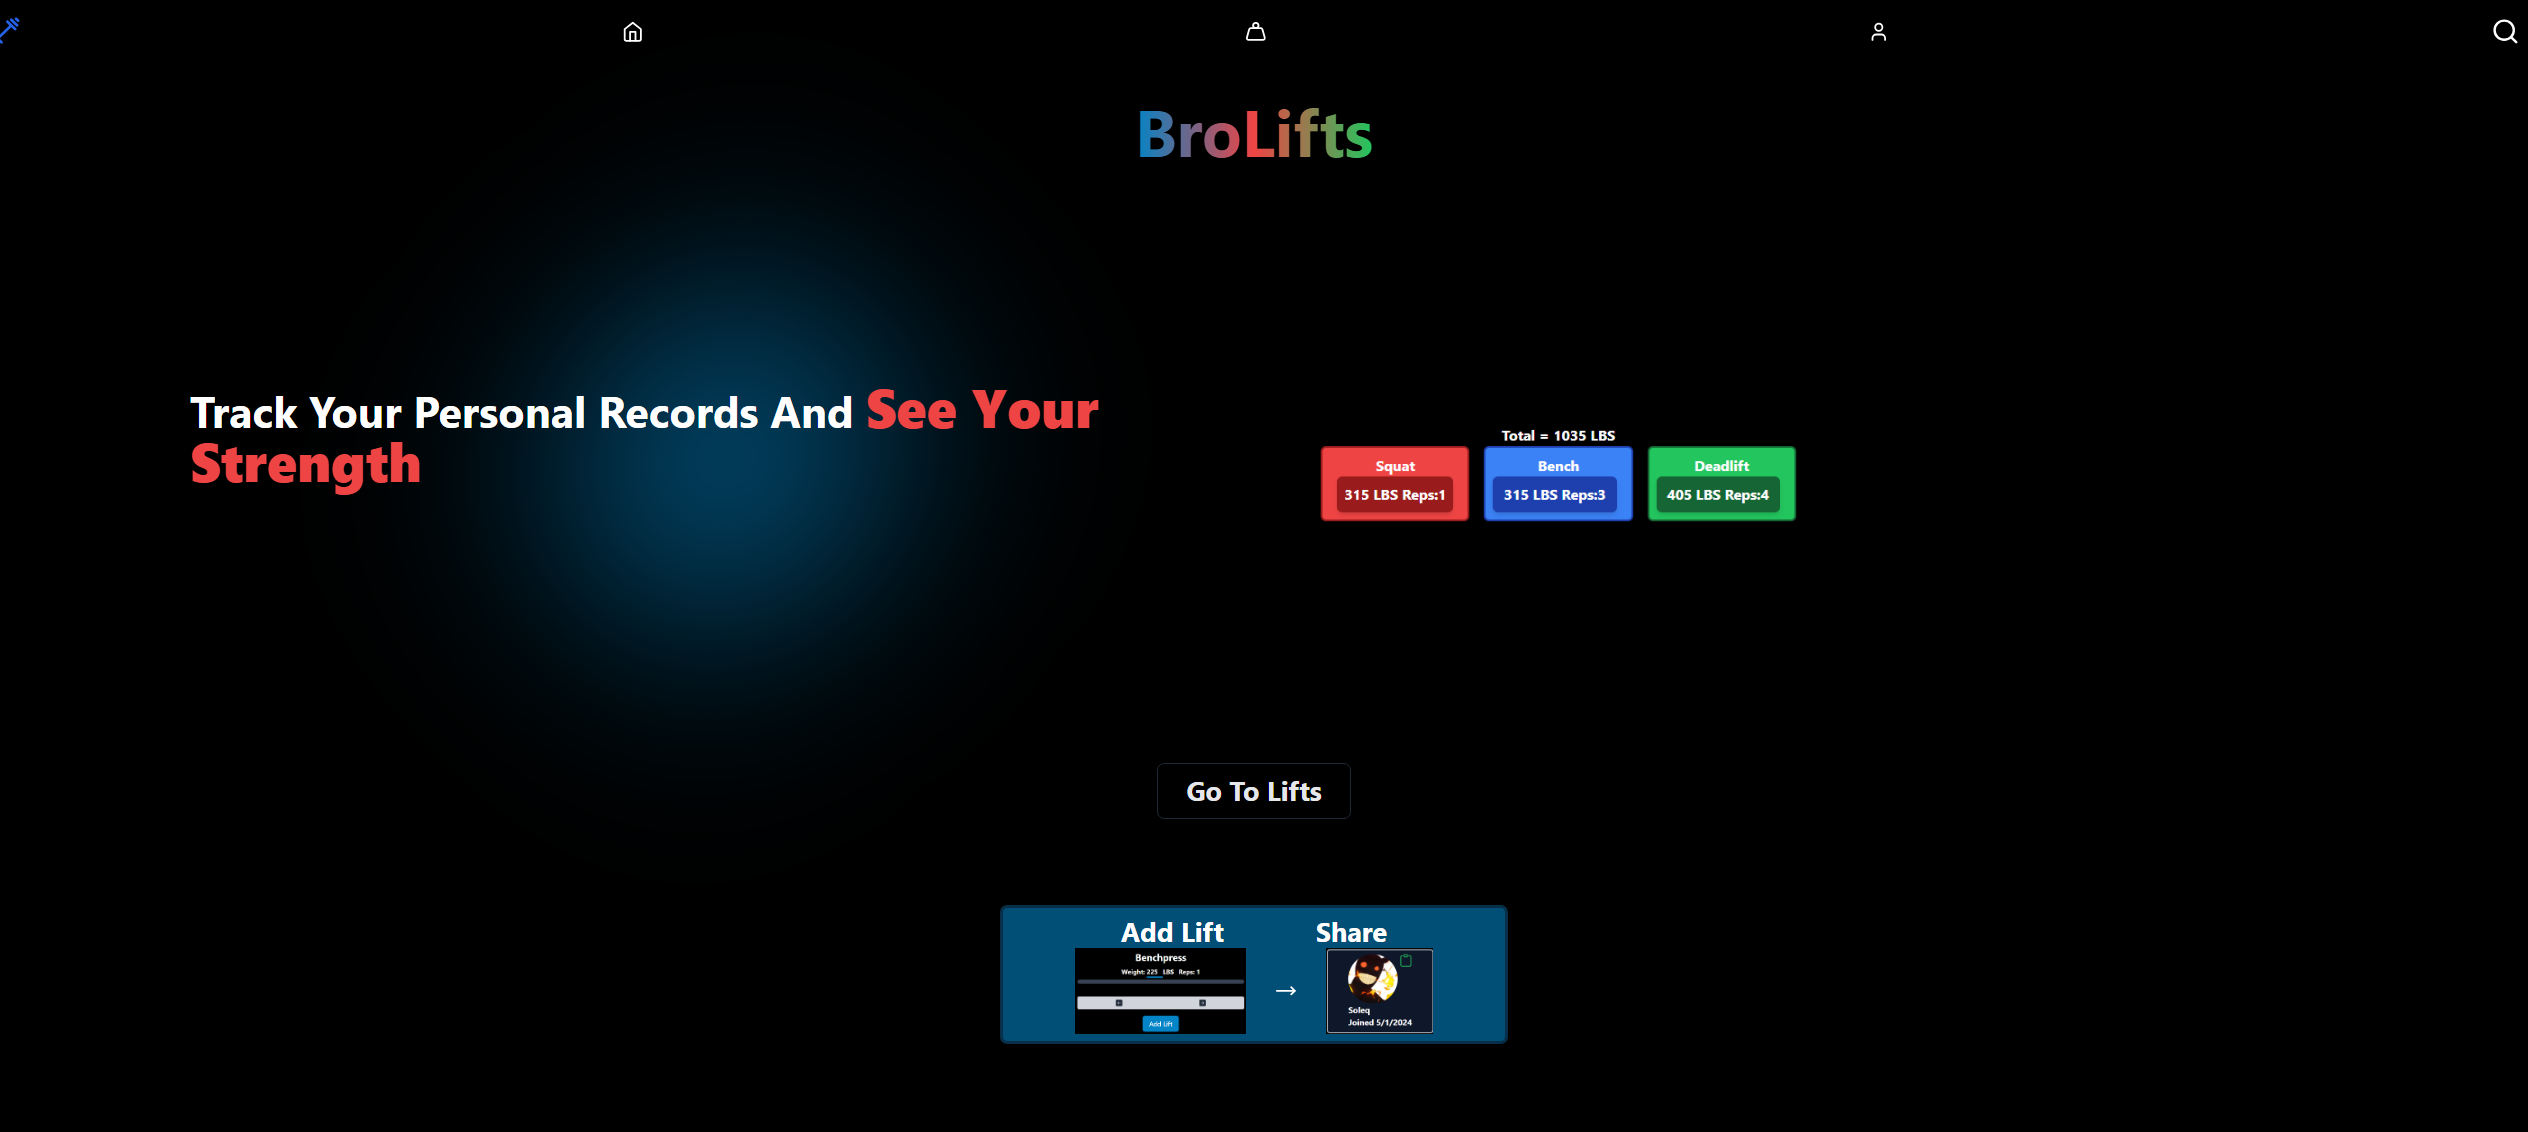 BroLifts
Track Your Personal Records And See Your
Strength
Total = 1035 LBS
Squat
315 LBS Reps:1
Bench
315 LBS Reps:3
Deadlift
405 LBS Reps:4
Go To Lifts
Add Lift
Benchpress
Weight: 225 LBS Reps: 1
Add Lift
Share
Soleq
Joined 5/1/2024